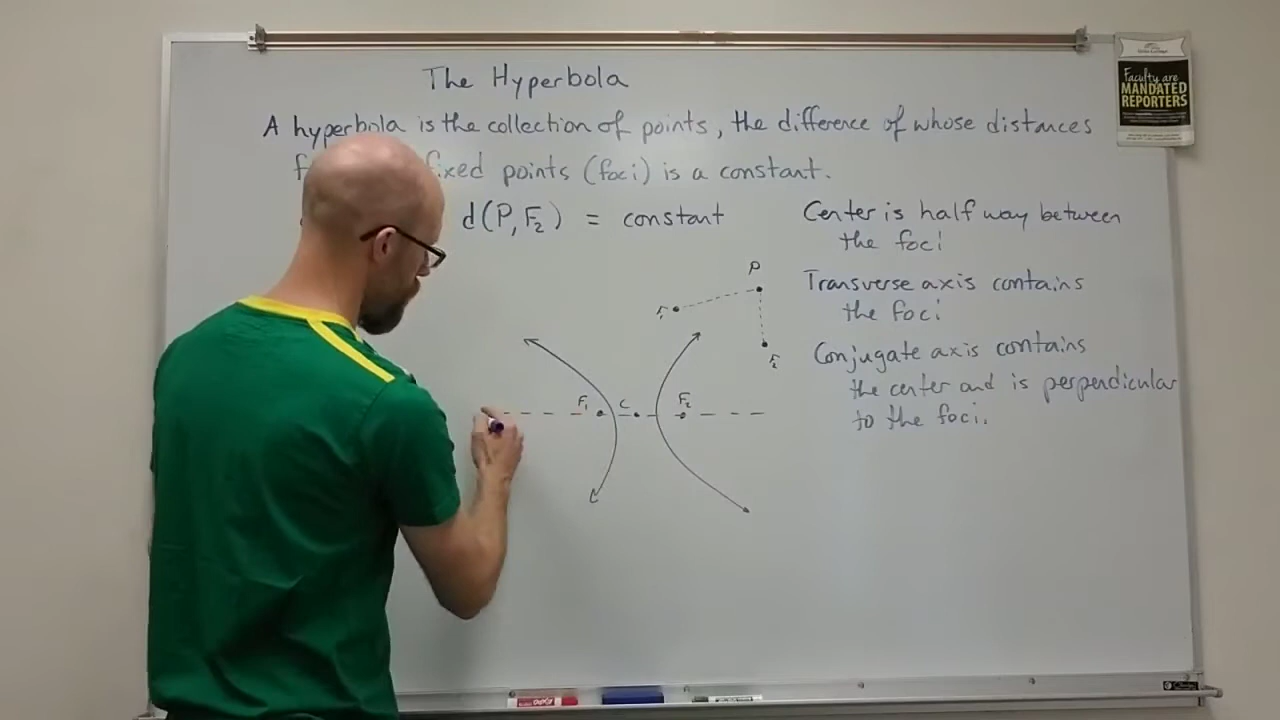 The Hyperbola
A hyperbola is the collection of points, the difference of whose distances
fixed points (foci) is a constant.
d(P, F₂) = constant
Center is half way between
the foci
Transverse axis contains
the foci
Conjugate axis contains
the center and is perpendicular
to the foci.
P
F₁
F₂
F₁
C
F₂
Faculty are
MANDATED
REPORTERS